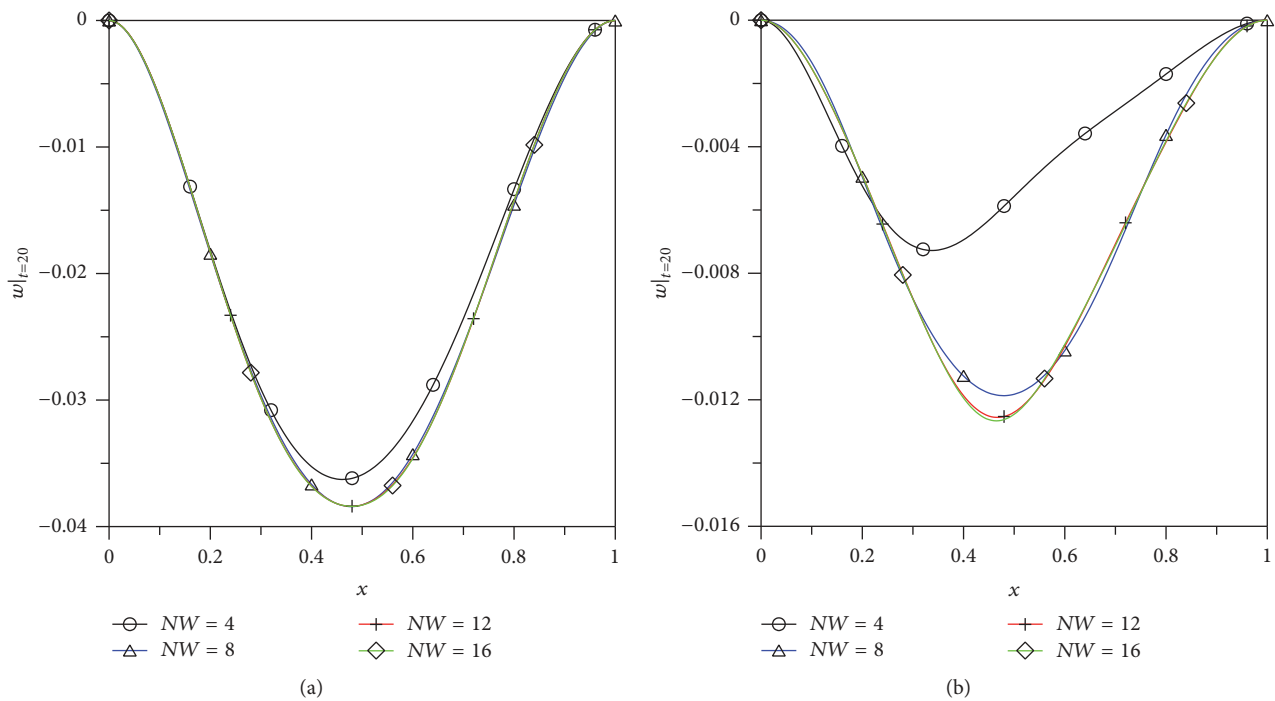 0
−0.01
−0.02
−0.03
−0.04
w|t=20
0 0.2 0.4 0.6 0.8 1
x
NW = 4
NW = 12
NW = 8
NW = 16
(a)
0
−0.004
−0.008
−0.012
−0.016
w|t=20
0 0.2 0.4 0.6 0.8 1
x
NW = 4
NW = 12
NW = 8
NW = 16
(b)